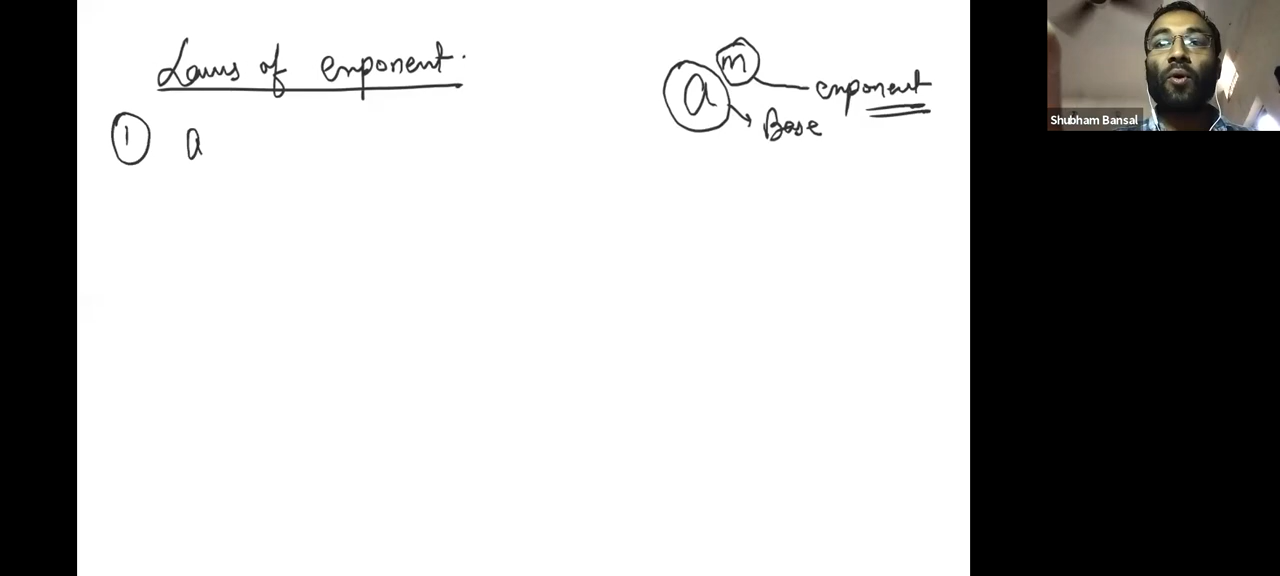 Laws of exponent.
a^m exponent
Base
① a
Shubham Bansal